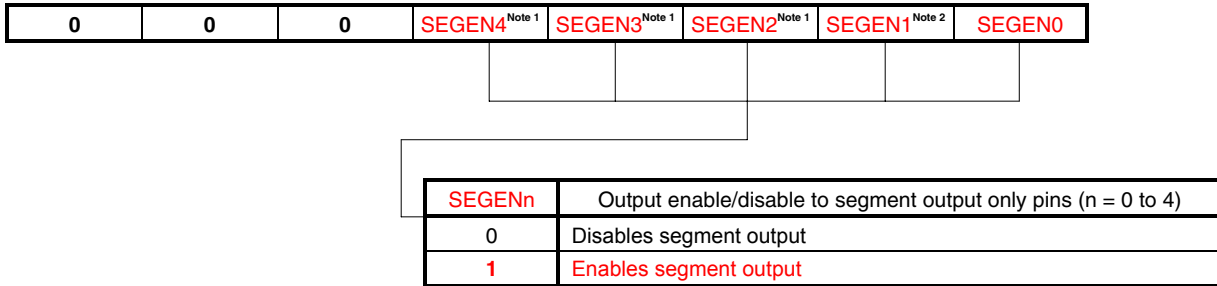 0 0 0 SEGEN4Note 1 SEGEN3Note 1 SEGEN2Note 1 SEGEN1Note 2 SEGEN0
SEGENn Output enable/disable to segment output only pins (n = 0 to 4)
0 Disables segment output
1 Enables segment output